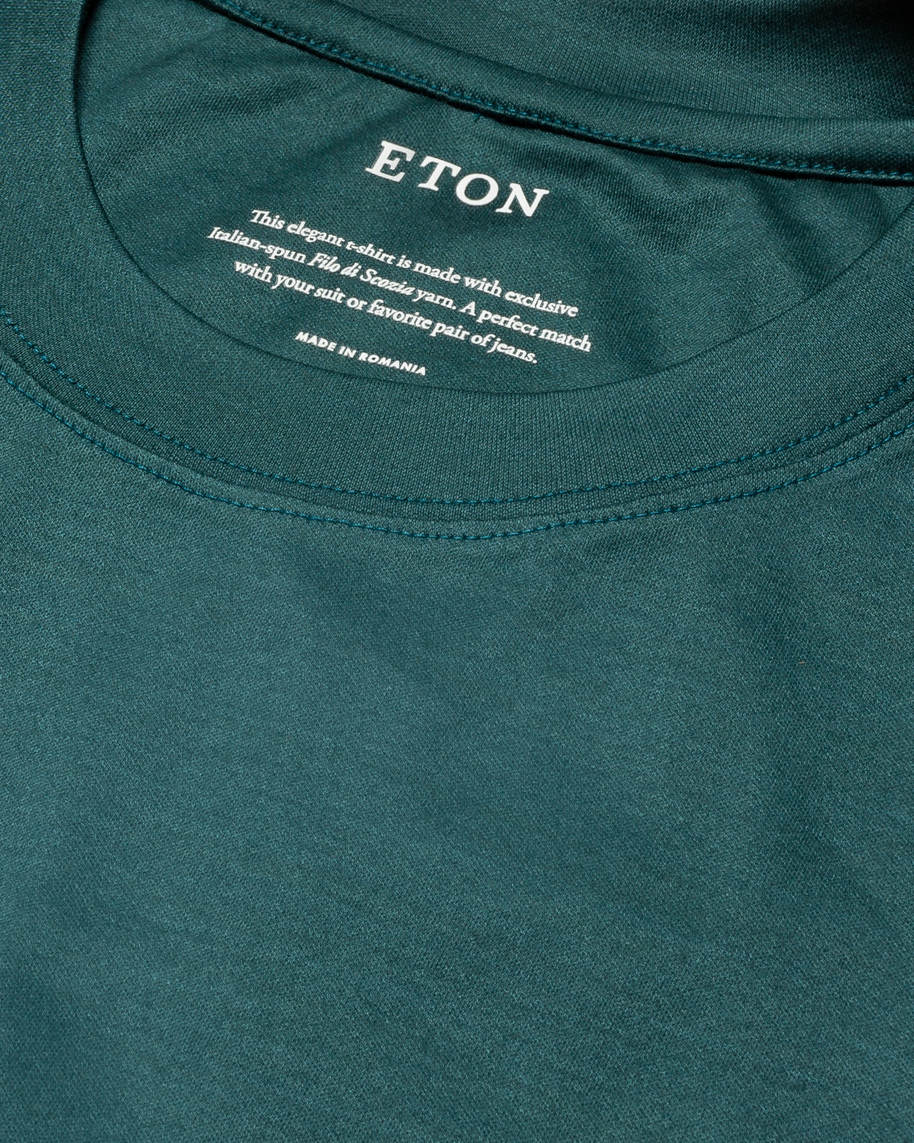 ETON
This elegant t-shirt is made with exclusive
Italian-spun Filo di Scozia yarn. A perfect match
with your suit or favorite pair of jeans.
MADE IN ROMANIA